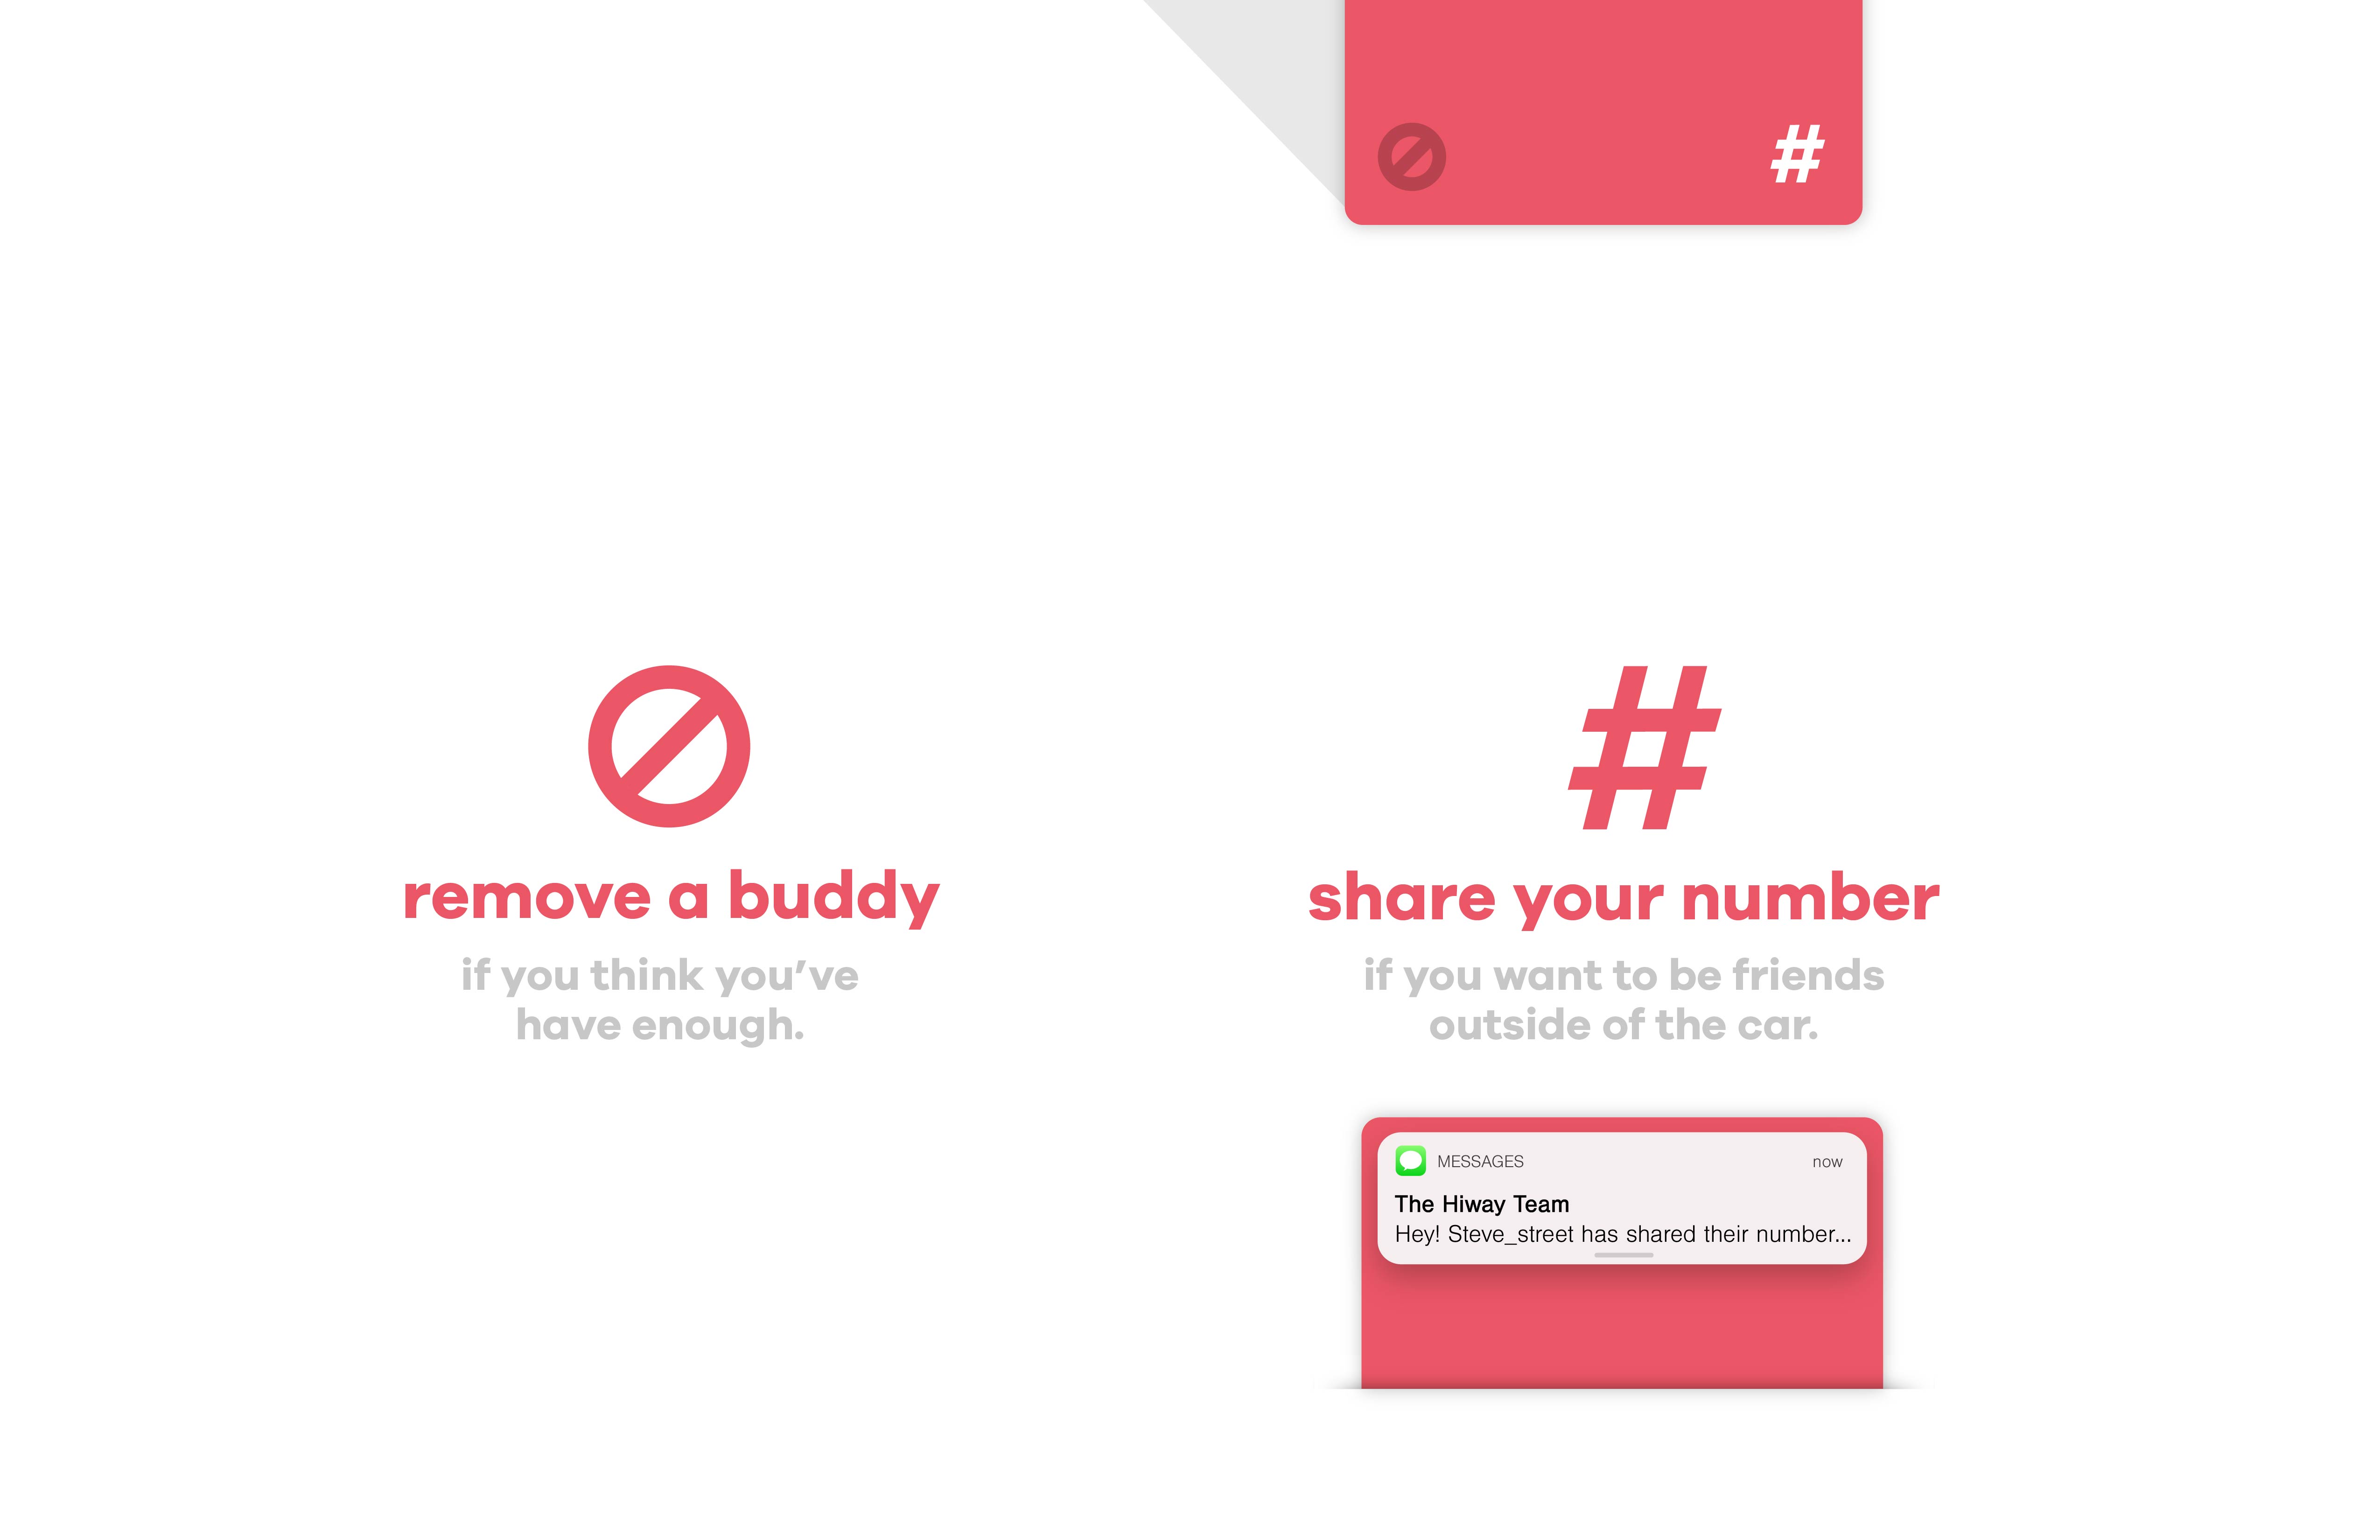 #
#
remove a buddy
if you think you've
have enough.
share your number
if you want to be friends
outside of the car.
MESSAGES now
The Hiway Team
Hey! Steve_street has shared their number...